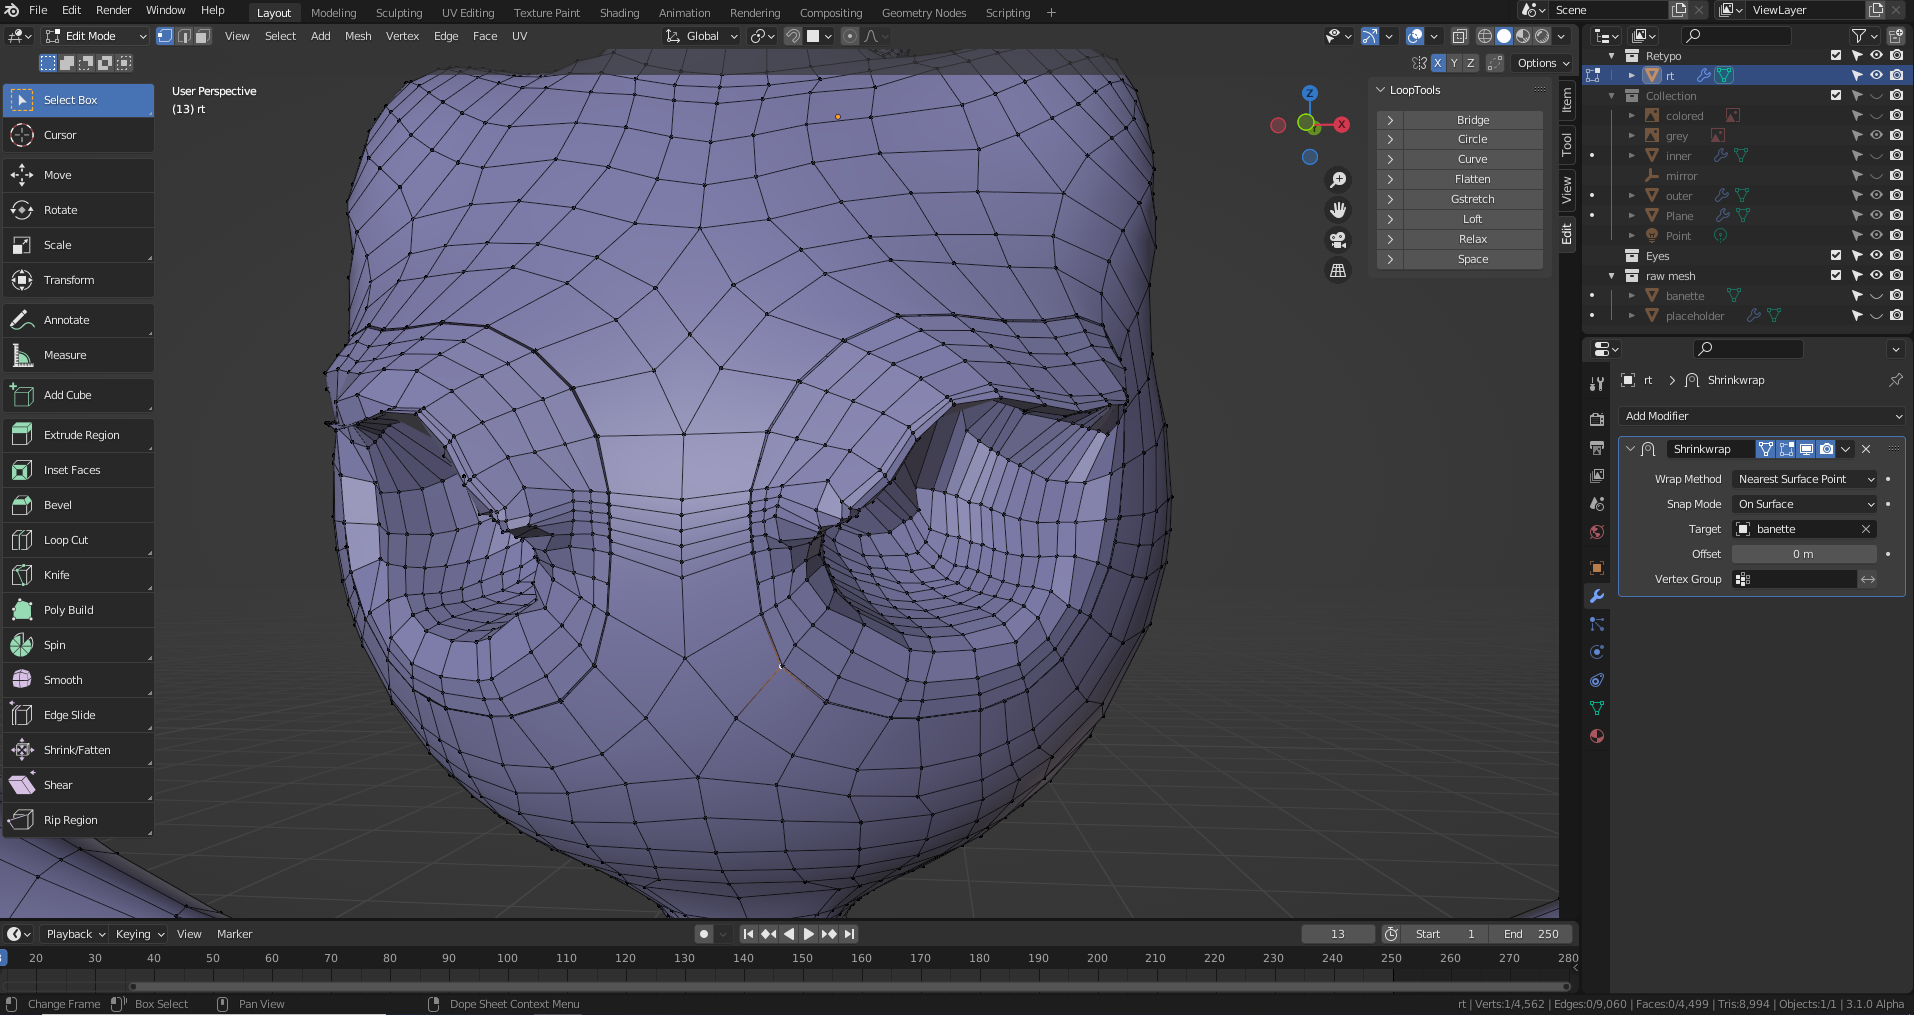 File Edit Render Window Help Layout Modeling Sculpting UV Editing Texture Paint Shading Animation Rendering Compositing Geometry Nodes Scripting + Scene ViewLayer
Edit Mode View Select Add Mesh Vertex Edge Face UV Global
X Y Z Options
User Perspective
(13) rt
Select Box
Cursor
Move
Rotate
Scale
Transform
Annotate
Measure
Add Cube
Extrude Region
Inset Faces
Bevel
Loop Cut
Knife
Poly Build
Spin
Smooth
Edge Slide
Shrink/Fatten
Shear
Rip Region
Z
X
LoopTools
Bridge
Circle
Curve
Flatten
Gstretch
Loft
Relax
Space
Item
Tool
View
Edit
Retypo
rt
Collection
colored
grey
inner
mirror
outer
Plane
Point
Eyes
raw mesh
banette
placeholder
rt > Shrinkwrap
Add Modifier
Shrinkwrap
Wrap Method Nearest Surface Point
Snap Mode On Surface
Target banette
Offset 0 m
Vertex Group
Playback Keying View Marker 13 Start 1 End 250
20 30 40 50 60 70 80 90 100 110 120 130 140 150 160 170 180 190 200 210 220 230 240 250 260 270 280
Change Frame Box Select Pan View Dope Sheet Context Menu rt | Verts:1/4,562 | Edges:0/9,060 | Faces:0/4,499 | Tris:8,994 | Objects:1/1 | 3.1.0 Alpha